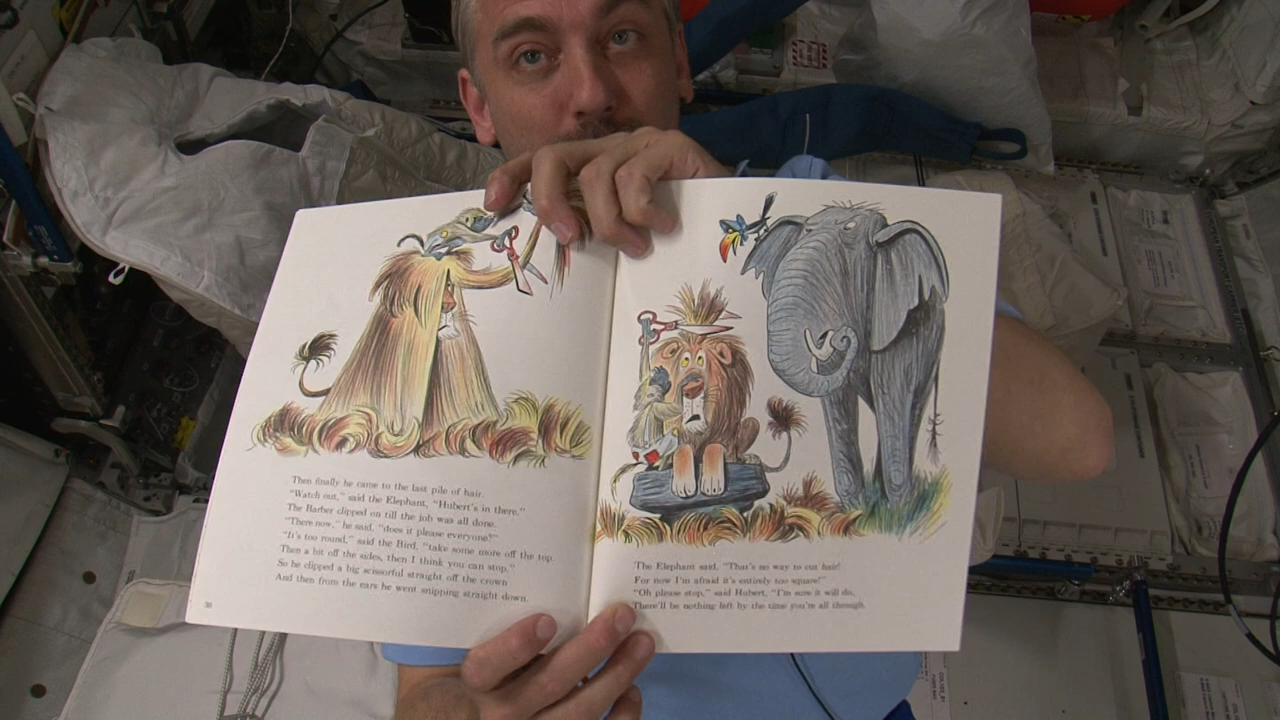 Then finally he came to the last pile of hair.
"Watch out," said the Elephant, "Hubert's in there."
The Barber clipped on till the job was all done.
"There now," he said, "does it please everyone?"
"It's too round," said the Bird, "take some more off the top.
Then a bit off the sides, then I think you can stop."
So he clipped a big scissorful straight off the crown
And then from the ears he went snipping straight down.
30
The Elephant said, "That's no way to cut hair!
For now I'm afraid it's entirely too square!"
"Oh please stop," said Hubert, "I'm sure it will do,
There'll be nothing left by the time you're all through.